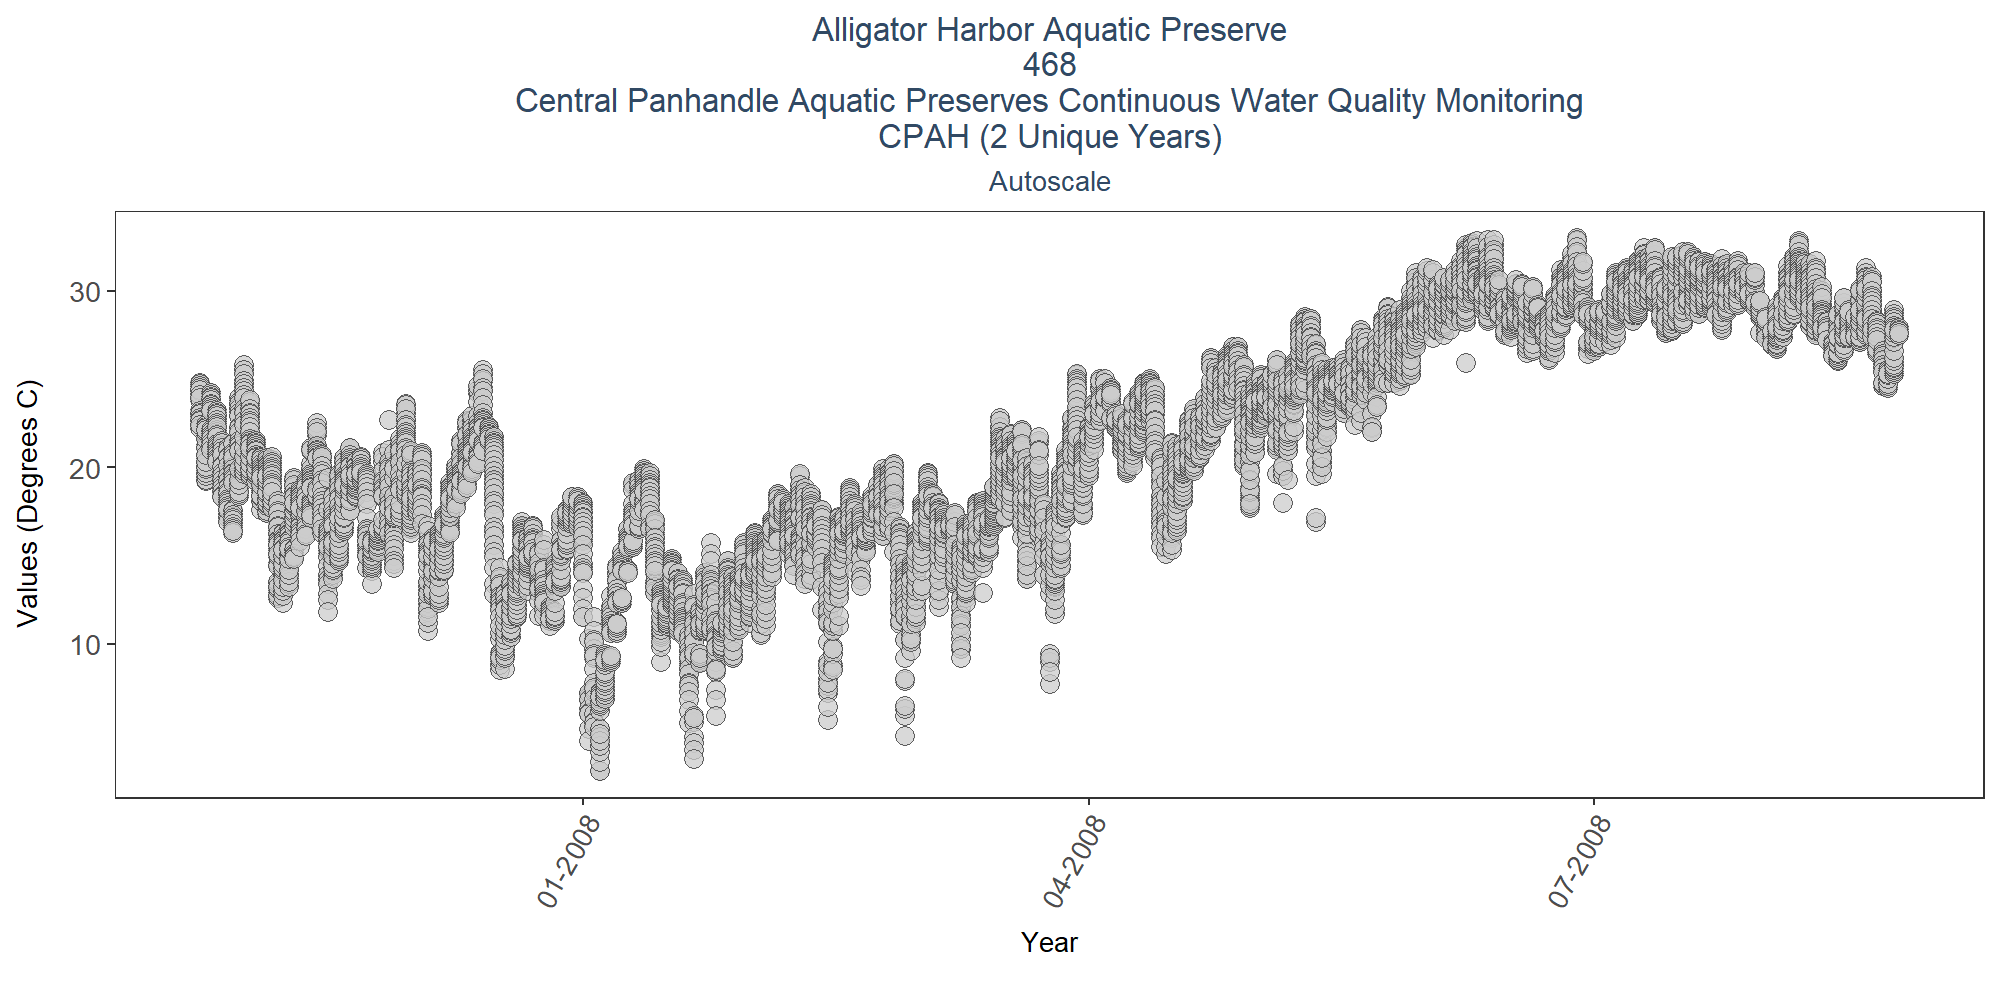 Alligator Harbor Aquatic Preserve
468
Central Panhandle Aquatic Preserves Continuous Water Quality Monitoring
CPAH (2 Unique Years)
Autoscale
Values (Degrees C)
30
20
10
01-2008
04-2008
07-2008
Year